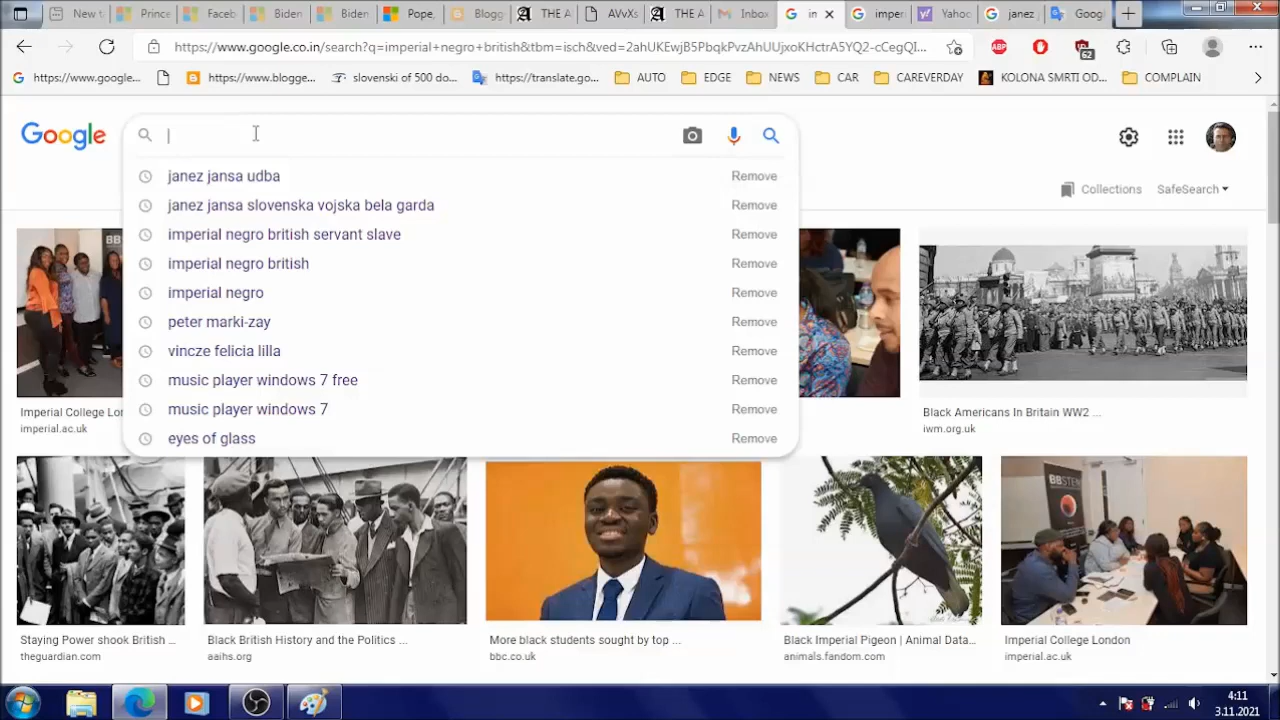 New t
Prince
Faceb
Biden
Biden
Pope,
Blogg
THE A
AVvXs
THE A
Inbox
in
imper
Yahoo
janez
Googl
https://www.google.co.in/search?q=imperial+negro+british&tbm=isch&ved=2ahUKEwjB5PbqkPvzAhUUjxoKHctrA5YQ2-cCegQI...
ABP
62
https://www.google...
https://www.blogge...
slovenski of 500 do...
https://translate.go...
AUTO
EDGE
NEWS
CAR
CAREVERDAY
KOLONA SMRTI OD...
COMPLAIN
Google
janez jansa udba Remove
janez jansa slovenska vojska bela garda Remove
imperial negro british servant slave Remove
imperial negro british Remove
imperial negro Remove
peter marki-zay Remove
vincze felicia lilla Remove
music player windows 7 free Remove
music player windows 7 Remove
eyes of glass Remove
Collections
SafeSearch
BB
Imperial College Lon
imperial.ac.uk
Black Americans In Britain WW2 ...
iwm.org.uk
BBSTEM
Staying Power shook British ...
theguardian.com
Black British History and the Politics ...
aaihs.org
More black students sought by top ...
bbc.co.uk
Black Imperial Pigeon | Animal Data...
animals.fandom.com
Imperial College London
imperial.ac.uk
4:11
3.11.2021